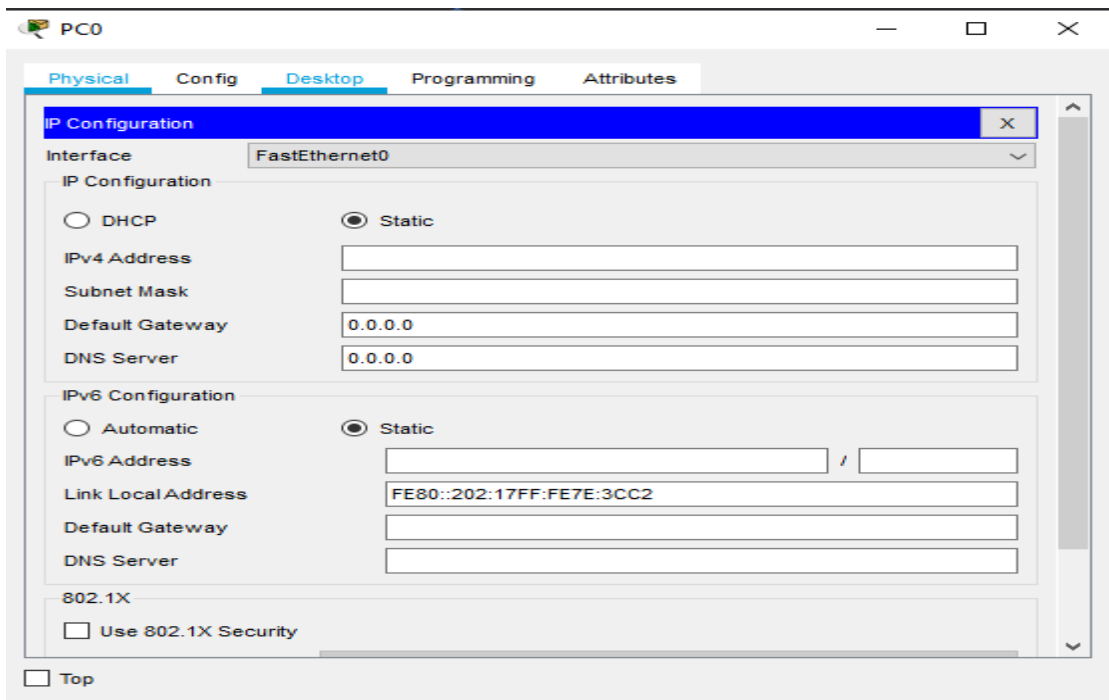 PC0
Physical Config Desktop Programming Attributes
IP Configuration X
Interface FastEthernet0
IP Configuration
DHCP Static
IPv4 Address
Subnet Mask
Default Gateway 0.0.0.0
DNS Server 0.0.0.0
IPv6 Configuration
Automatic Static
IPv6 Address /
Link Local Address FE80::202:17FF:FE7E:3CC2
Default Gateway
DNS Server
802.1X
Use 802.1X Security
Top